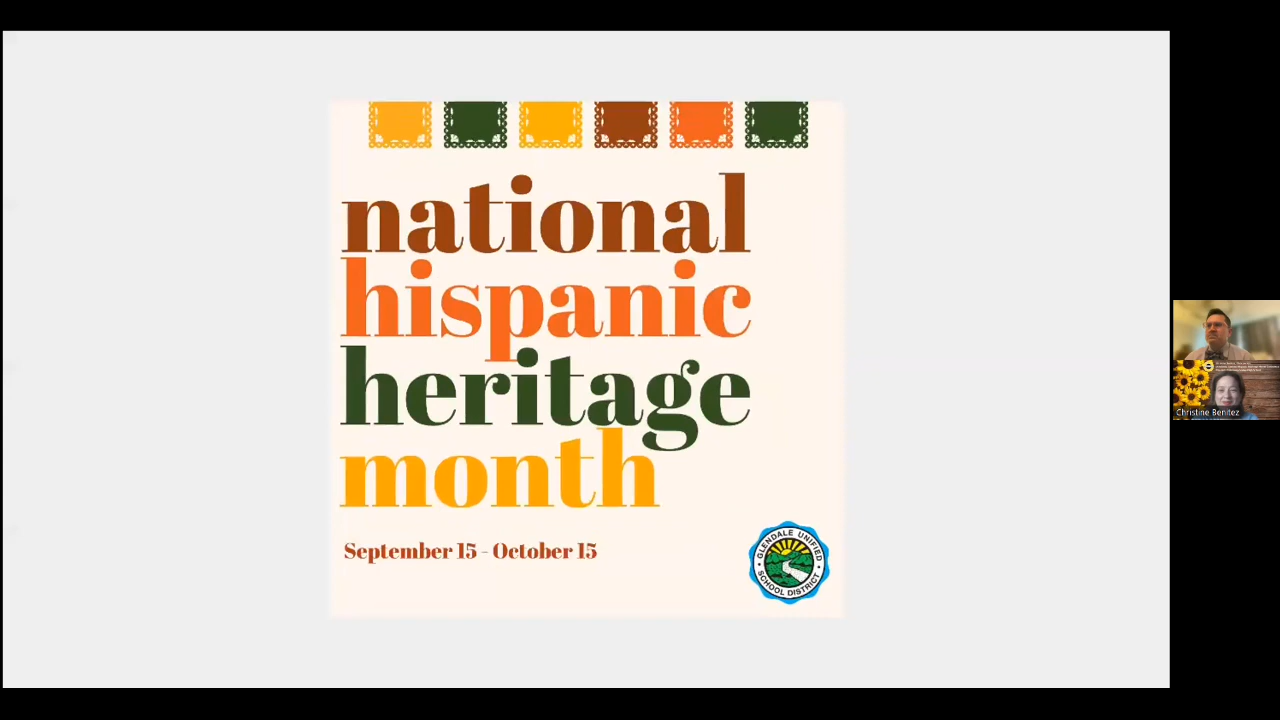 national
hispanic
heritage
month
September 15 - October 15
GLENDALE UNIFIED
SCHOOL DISTRICT
Christine Benitez